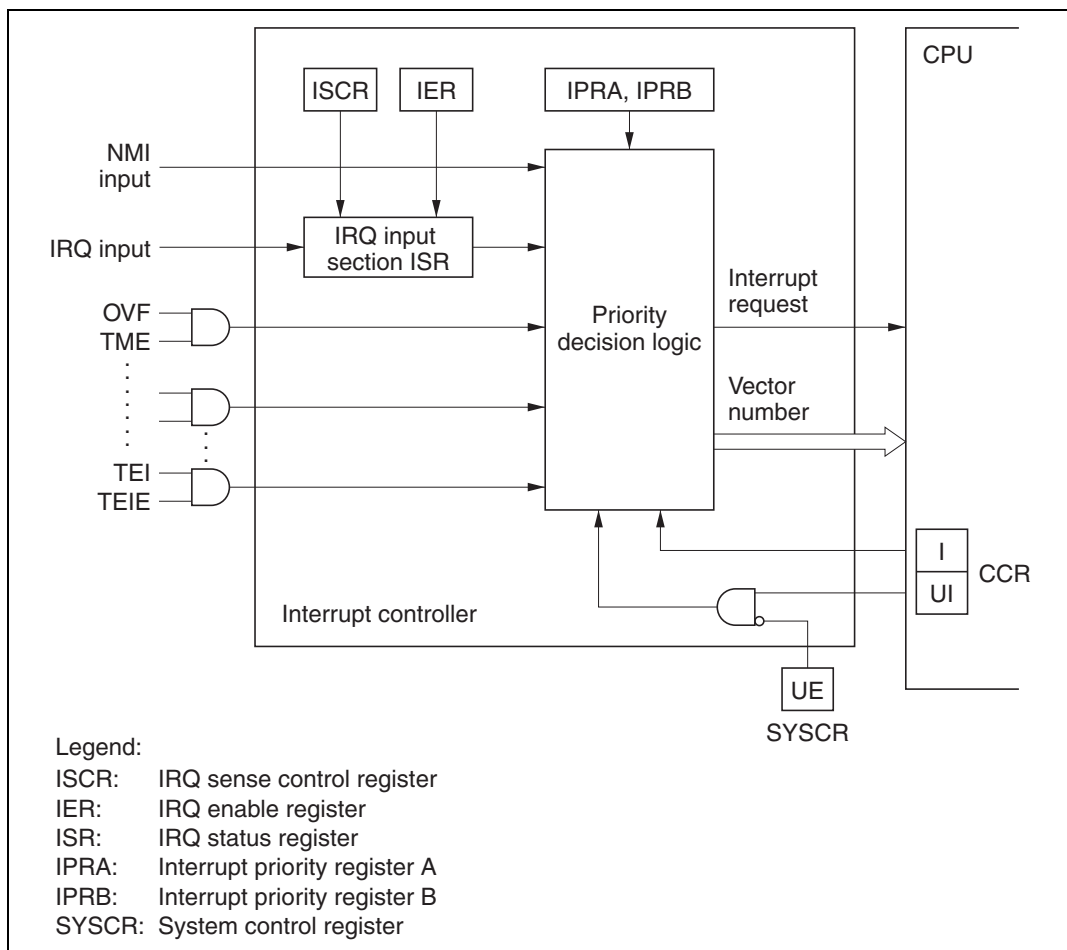 CPU
ISCR
IER
IPRA, IPRB
NMI
input
IRQ input
IRQ input
section ISR
OVF
TME
Priority
decision logic
Interrupt
request
Vector
number
TEI
TEIE
I
UI
CCR
Interrupt controller
UE
SYSCR
Legend:
ISCR: IRQ sense control register
IER: IRQ enable register
ISR: IRQ status register
IPRA: Interrupt priority register A
IPRB: Interrupt priority register B
SYSCR: System control register